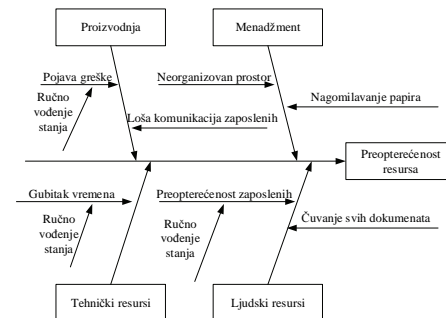 Proizvodnja
Menadžment
Pojava greške
Neorganizovan prostor
Ručno
vođenje
stanja
Nagomilavanje papira
Loša komunikacija zaposlenih
Preopterećenost
resursa
Gubitak vremena
Preopterećenost zaposlenih
Ručno
vođenje
stanja
Ručno
vođenje
stanja
Čuvanje svih dokumenata
Tehnički resursi
Ljudski resursi